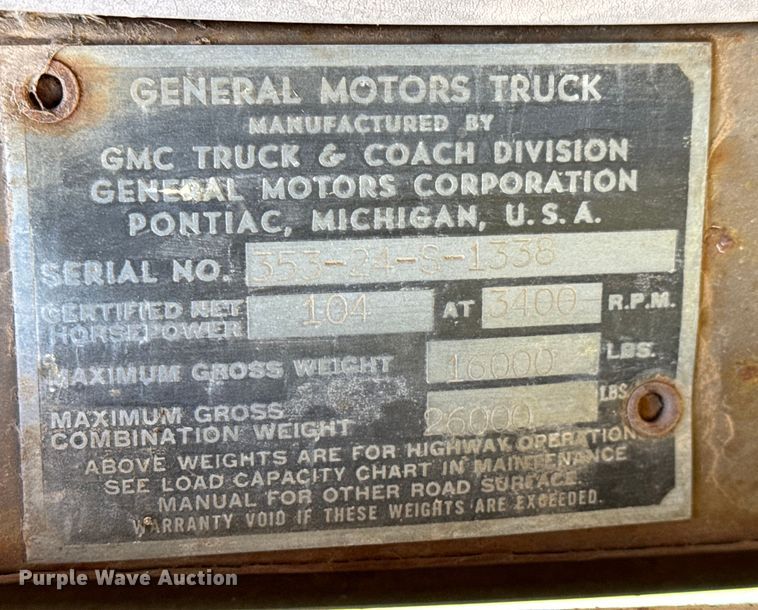 GENERAL MOTORS TRUCK
MANUFACTURED BY
GMC TRUCK & COACH DIVISION
GENERAL MOTORS CORPORATION
PONTIAC, MICHIGAN, U.S.A.
SERIAL NO. 353-24-S-1338
CERTIFIED NET HORSEPOWER 104 AT 3400 R.P.M.
MAXIMUM GROSS WEIGHT 16000 LBS.
MAXIMUM GROSS COMBINATION WEIGHT 26000 LBS
ABOVE WEIGHTS ARE FOR HIGHWAY OPERATION
SEE LOAD CAPACITY CHART IN MAINTENANCE
MANUAL FOR OTHER ROAD SURFACE.
WARRANTY VOID IF THESE WEIGHTS ARE EXCEEDED.
Purple Wave Auction